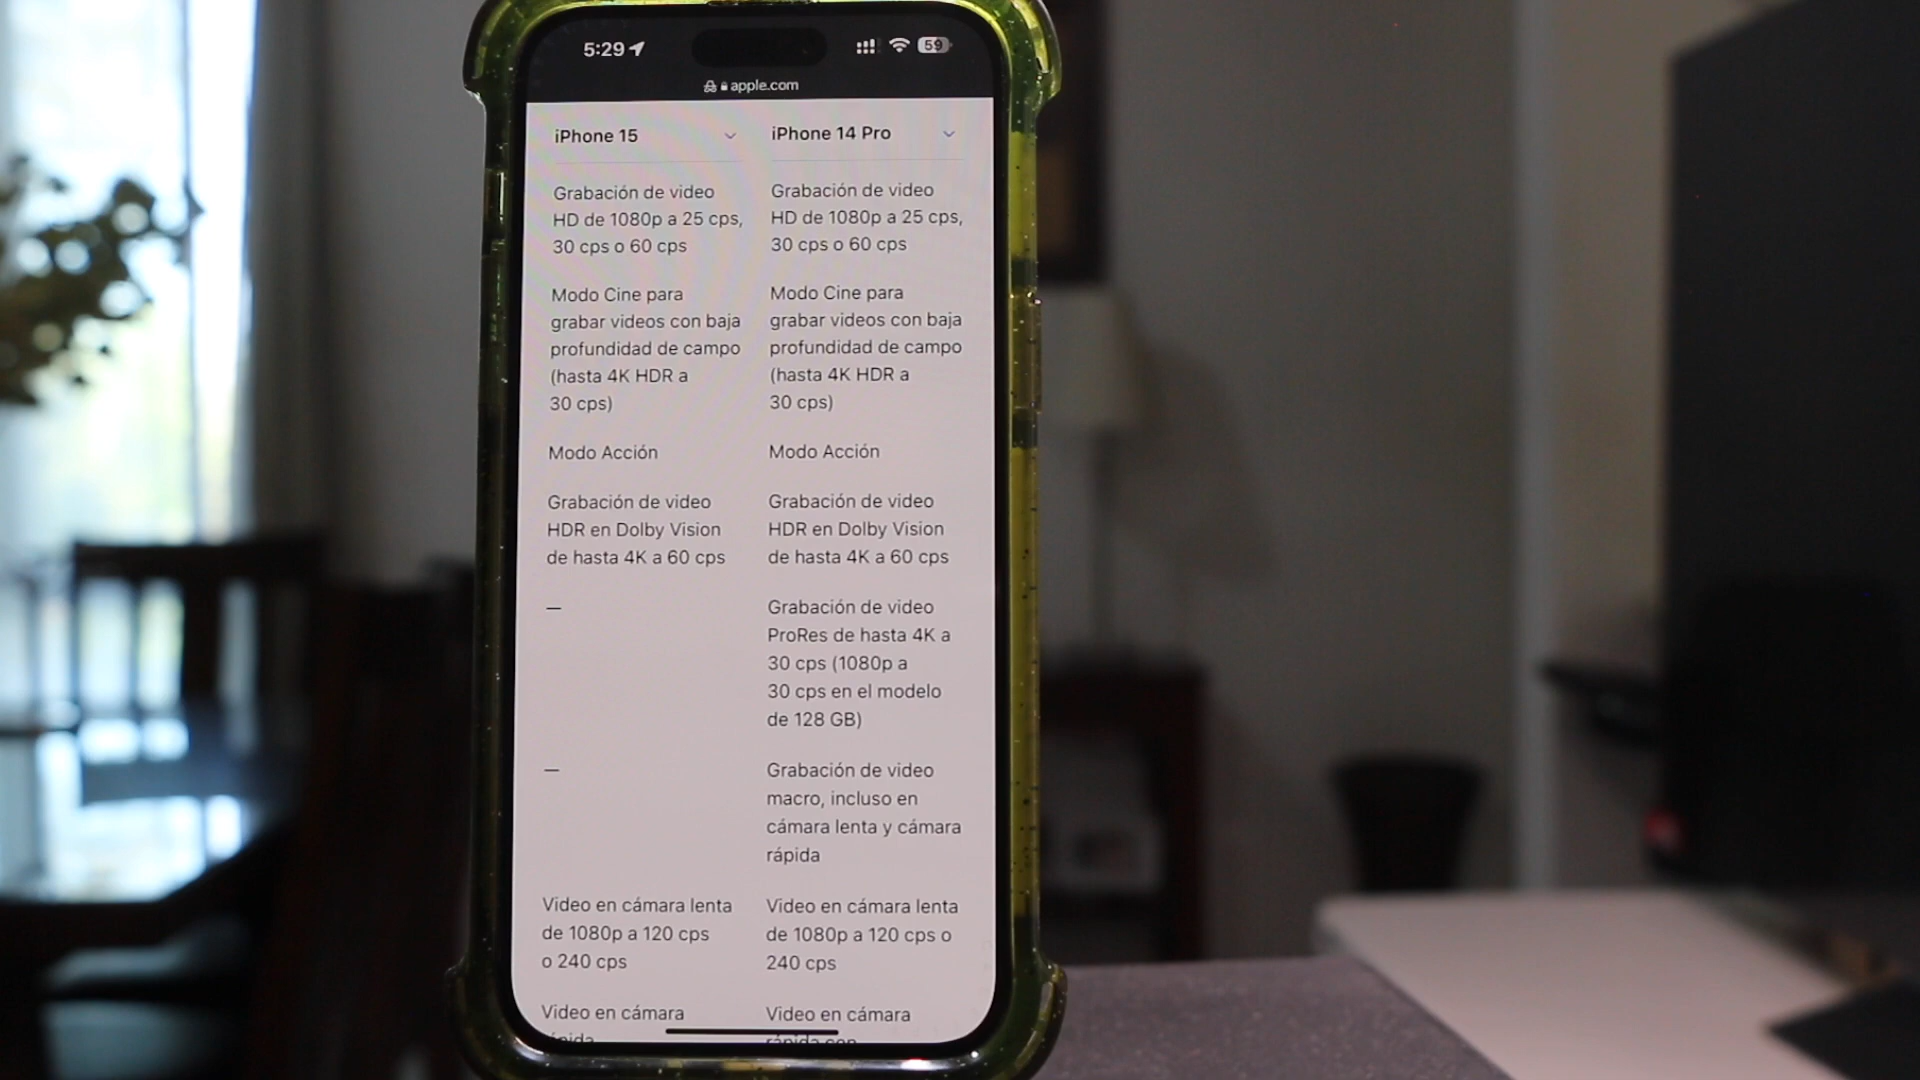 5:29
59
apple.com
iPhone 15
iPhone 14 Pro
Grabación de video
HD de 1080p a 25 cps,
30 cps o 60 cps
Grabación de video
HD de 1080p a 25 cps,
30 cps o 60 cps
Modo Cine para
grabar videos con baja
profundidad de campo
(hasta 4K HDR a
30 cps)
Modo Cine para
grabar videos con baja
profundidad de campo
(hasta 4K HDR a
30 cps)
Modo Acción
Modo Acción
Grabación de video
HDR en Dolby Vision
de hasta 4K a 60 cps
Grabación de video
HDR en Dolby Vision
de hasta 4K a 60 cps
—
Grabación de video
ProRes de hasta 4K a
30 cps (1080p a
30 cps en el modelo
de 128 GB)
—
Grabación de video
macro, incluso en
cámara lenta y cámara
rápida
Video en cámara lenta
de 1080p a 120 cps
o 240 cps
Video en cámara lenta
de 1080p a 120 cps o
240 cps
Video en cámara
rápida
Video en cámara
rápida con